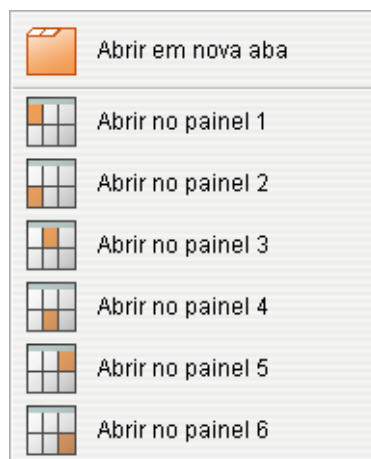 Abrir em nova aba
Abrir no painel 1
Abrir no painel 2
Abrir no painel 3
Abrir no painel 4
Abrir no painel 5
Abrir no painel 6